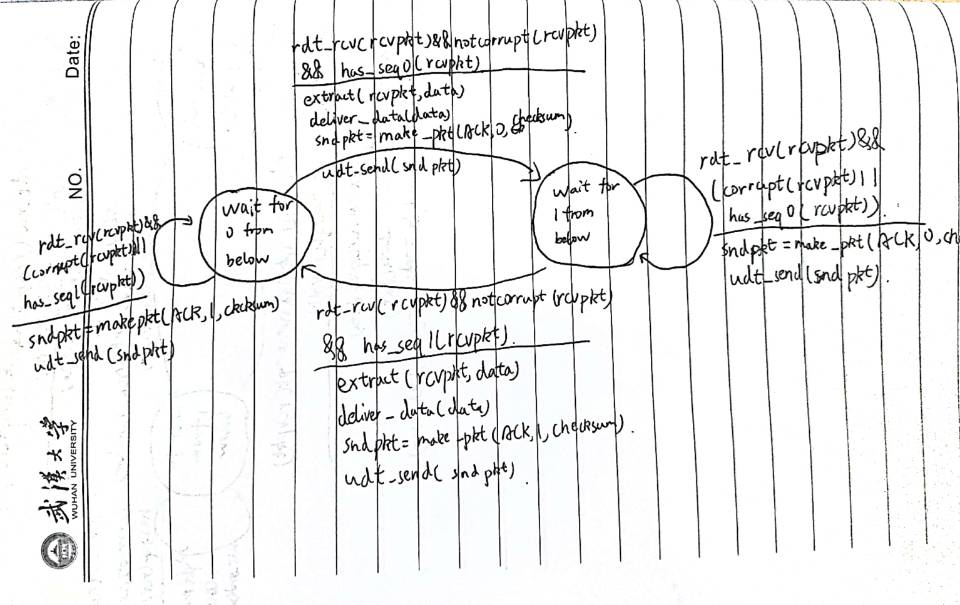 Date:
NO.
武汉大学
WUHAN UNIVERSITY
rdt_rcv(rcvpkt)&&notcorrupt(rcvpkt)
&& has_seq0(rcvpkt)
extract(rcvpkt,data)
deliver_data(data)
sndpkt=make_pkt(ACK,0,checksum).
udt_send(sndpkt)
wait for
0 from
below
wait for
1 from
below
rdt_rcv(rcvpkt)&&
(corrupt(rcvpkt)||
has_seq1(rcvpkt))
sndpkt=makepkt(ACK,1,checksum)
udt_send(sndpkt)
rdt_rcv(rcvpkt)&&
(corrupt(rcvpkt)||
has_seq0(rcvpkt)).
sndpkt=make_pkt(ACK,0,che
udt_send(sndpkt).
rdt_rcv(rcvpkt)&&notcorrupt(rcvpkt)
&& has_seq1(rcvpkt).
extract(rcvpkt,data)
deliver_data(data)
sndpkt=make_pkt(ACK,1,checksum).
udt_send(sndpkt).